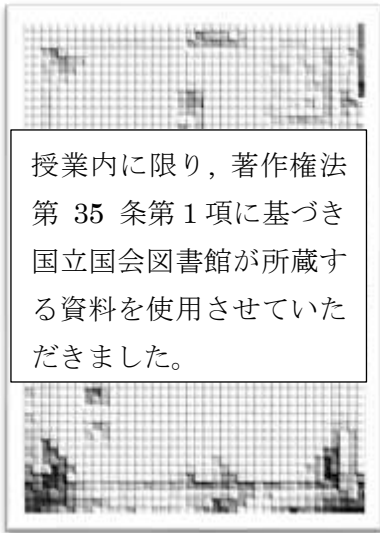 授業内に限り, 著作権法
第 35 条第１項に基づき
国立国会図書館が所蔵す
る資料を使用させていた
だきました。